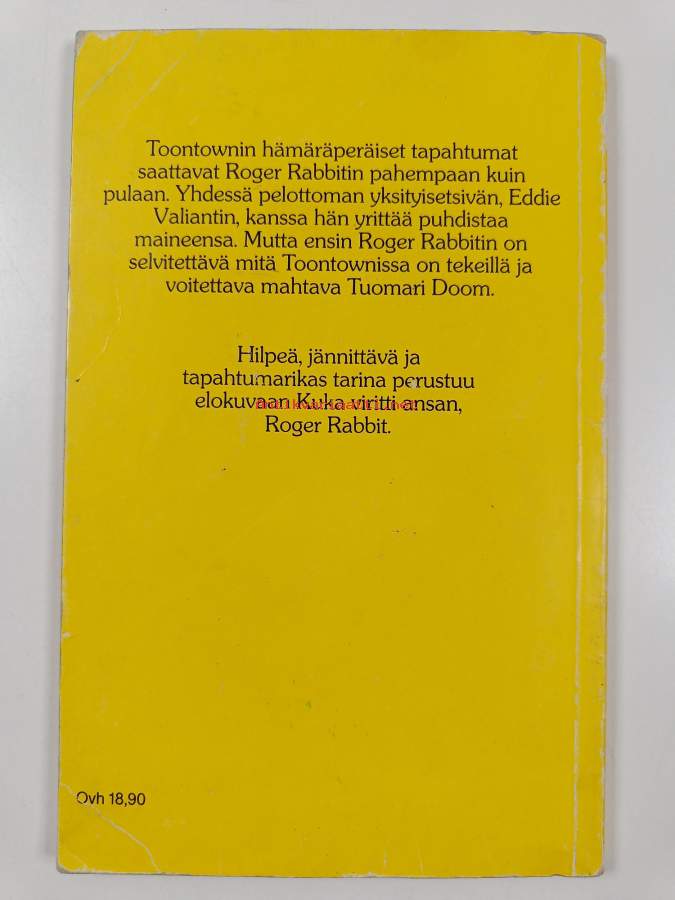 Toontownin hämäräperäiset tapahtumat
saattavat Roger Rabbitin pahempaan kuin
pulaan. Yhdessä pelottoman yksityisetsivän, Eddie
Valiantin, kanssa hän yrittää puhdistaa
maineensa. Mutta ensin Roger Rabbitin on
selvitettävä mitä Toontownissa on tekeillä ja
voitettava mahtava Tuomari Doom.
Hilpeä, jännittävä ja
tapahtumarikas tarina perustuu
elokuvaan Kuka viritti ansan,
antikvariaatti.net
Roger Rabbit.
Ovh 18,90